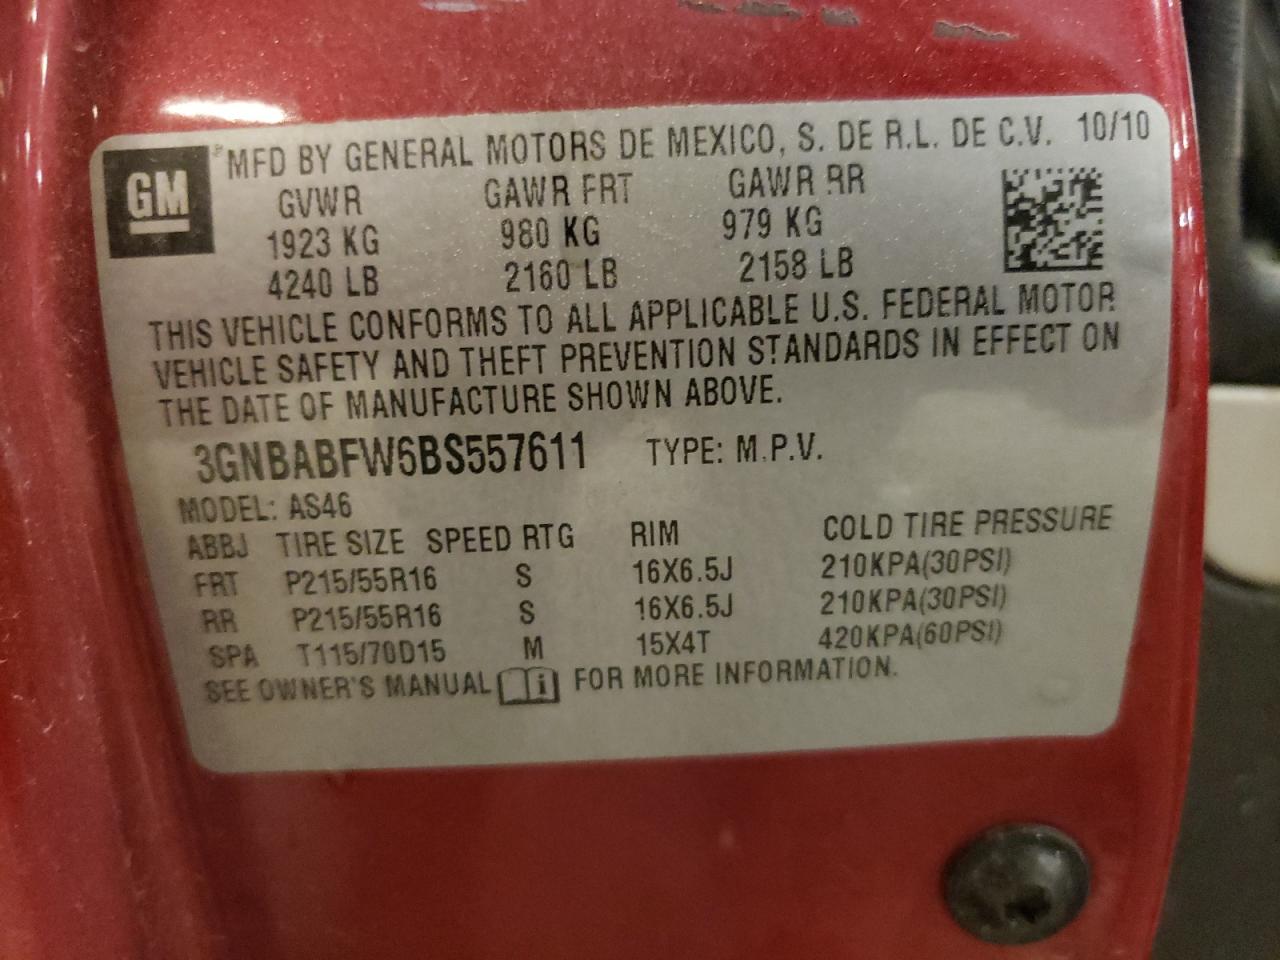 GM
® MFD BY GENERAL MOTORS DE MEXICO, S. DE R.L. DE C.V. 10/10
GVWR GAWR FRT GAWR RR
1923 KG 980 KG 979 KG
4240 LB 2160 LB 2158 LB
THIS VEHICLE CONFORMS TO ALL APPLICABLE U.S. FEDERAL MOTOR
VEHICLE SAFETY AND THEFT PREVENTION STANDARDS IN EFFECT ON
THE DATE OF MANUFACTURE SHOWN ABOVE.
3GNBABFW6BS557611 TYPE: M.P.V.
MODEL: AS46
ABBJ TIRE SIZE SPEED RTG RIM COLD TIRE PRESSURE
FRT P215/55R16 S 16X6.5J 210KPA(30PSI)
RR P215/55R16 S 16X6.5J 210KPA(30PSI)
SPA T115/70D15 M 15X4T 420KPA(60PSI)
SEE OWNER'S MANUAL i FOR MORE INFORMATION.